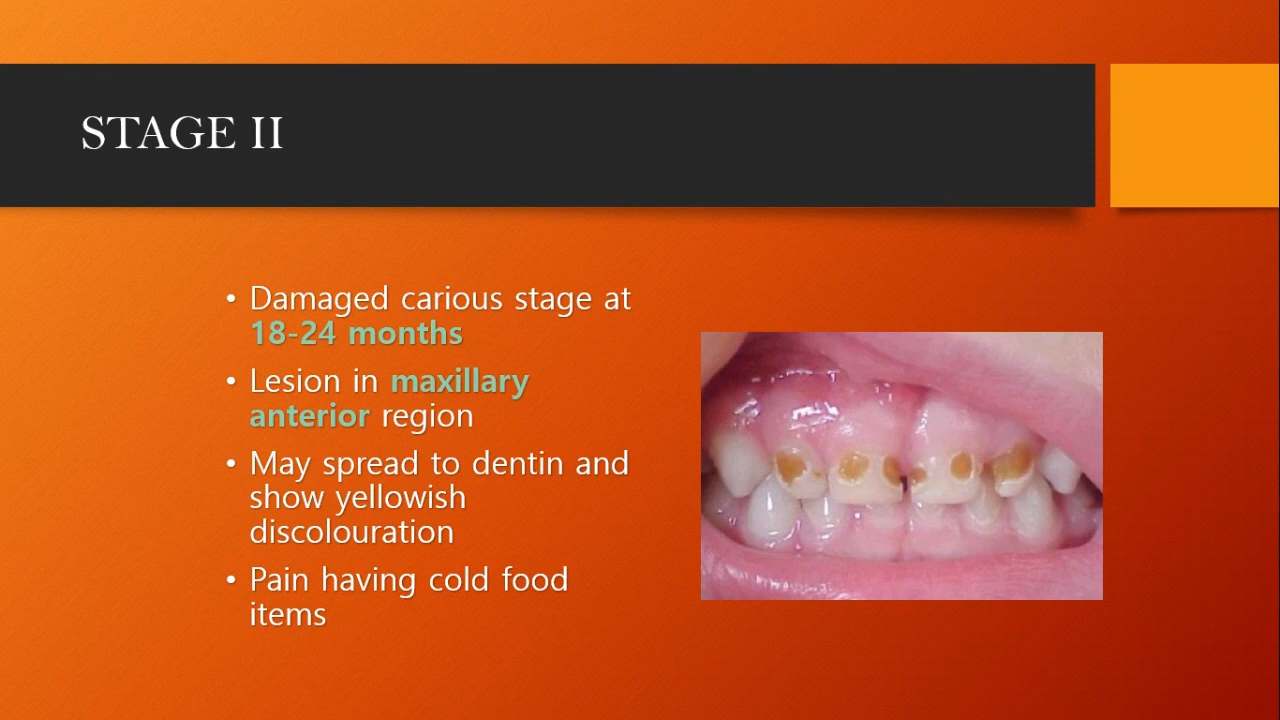 STAGE II
• Damaged carious stage at
18-24 months
• Lesion in maxillary
anterior region
• May spread to dentin and
show yellowish
discolouration
• Pain having cold food
items